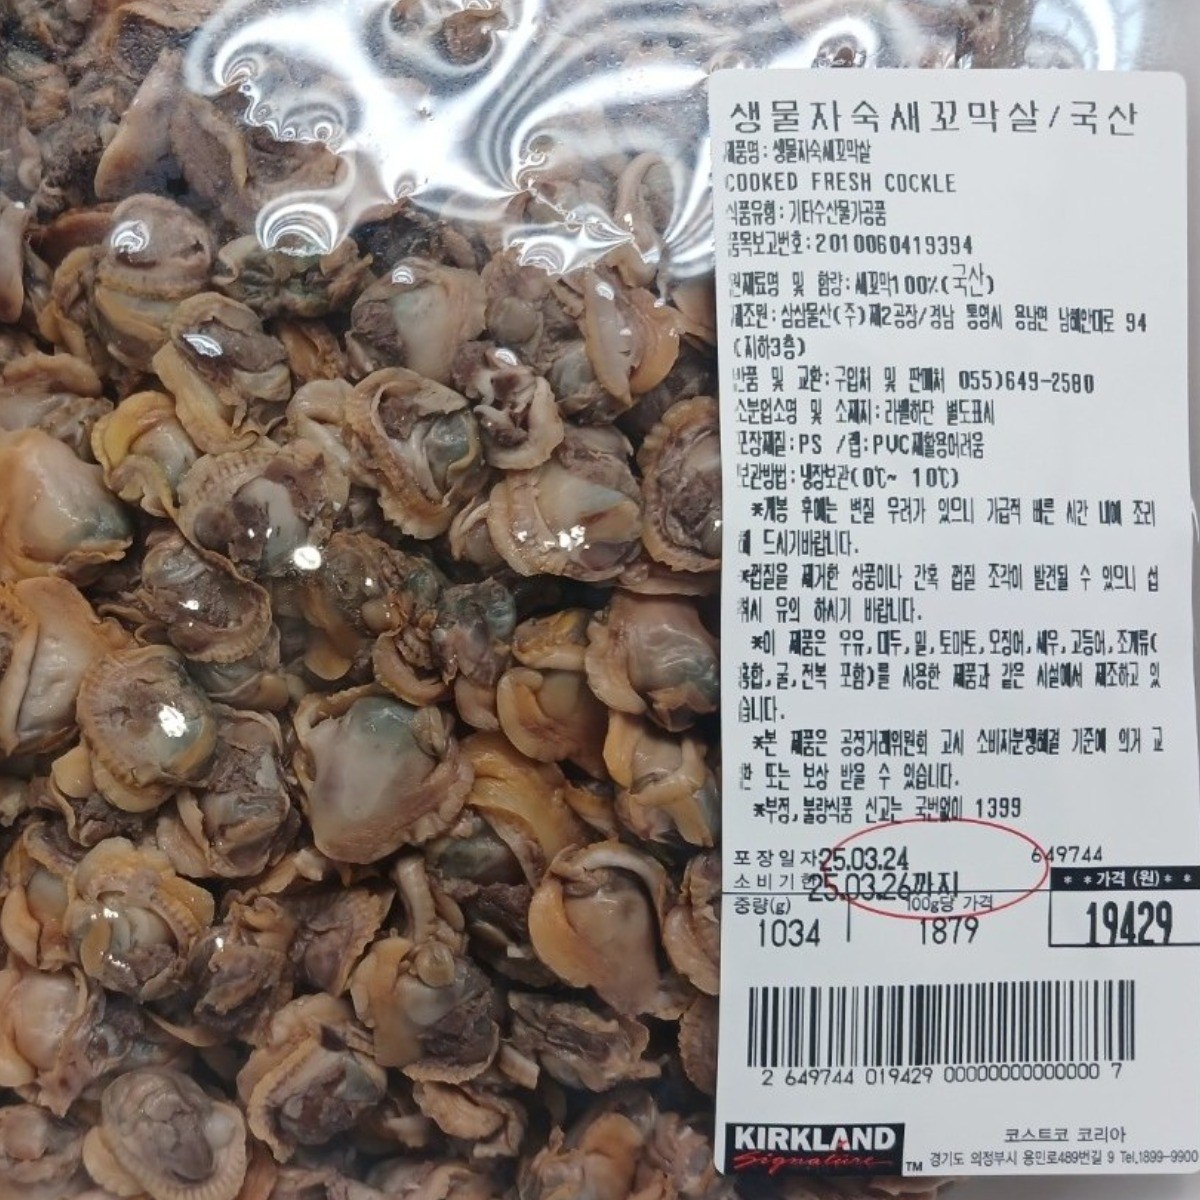 생물자숙새꼬막살/국산
제품명:생물자숙새꼬막살
COOKED FRESH COCKLE
식품유형:기타수산물가공품
품목보고번호:2010060419394
원재료명 및 함량:새꼬막100%(국산)
제조원:삼삼물산(주)제2공장/경남 통영시 용남면 남해안대로 94
(지하3층)
반품 및 교환:구입처 및 판매처 055)649-2580
소분업소명 및 소재지:라벨하단 별도표시
포장재질:PS /랩:PVC재활용어려움
보관방법:냉장보관(0℃~ 10℃)
*개봉 후에는 변질 우려가 있으니 가급적 빠른 시간 내에 조리
해 드시기바랍니다.
*껍질을 제거한 상품이나 간혹 껍질 조각이 발견될 수 있으니 섭
취시 유의 하시기 바랍니다.
*이 제품은 우유,대두,밀,토마토,오징어,새우,고등어,조개류(
홍합,굴,전복 포함)를 사용한 제품과 같은 시설에서 제조하고 있
습니다.
*본 제품은 공정거래위원회 고시 소비자분쟁해결 기준에 의거 교
환 또는 보상 받을 수 있습니다.
*부정,불량식품 신고는 국번없이 1399
포장일자25.03.24 649744
소비기한25.03.26까지 **가격 (원)**
중량(g) 100g당 가격
1034 1879 19429
2 649744 019429 00000000000000 7
KIRKLAND 코스트코 코리아
Signature TM 경기도 의정부시 용민로489번길 9 Tel,1899-9900